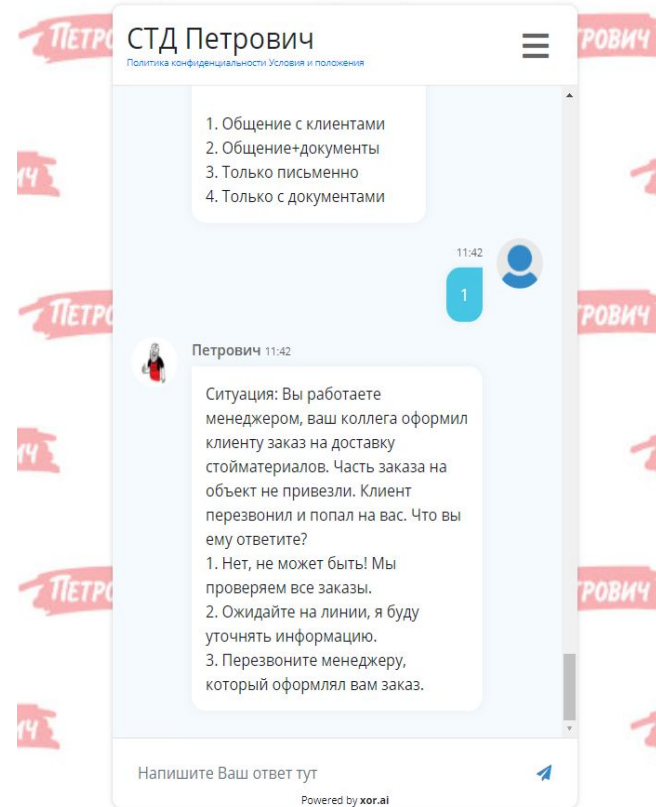 СТД Петрович
Политика конфиденциальности Условия и положения
1. Общение с клиентами
2. Общение+документы
3. Только письменно
4. Только с документами
11:42
1
Петрович 11:42
Ситуация: Вы работаете
менеджером, ваш коллега оформил
клиенту заказ на доставку
стойматериалов. Часть заказа на
объект не привезли. Клиент
перезвонил и попал на вас. Что вы
ему ответите?
1. Нет, не может быть! Мы
проверяем все заказы.
2. Ожидайте на линии, я буду
уточнять информацию.
3. Перезвоните менеджеру,
который оформлял вам заказ.
Напишите Ваш ответ тут
Powered by xor.ai